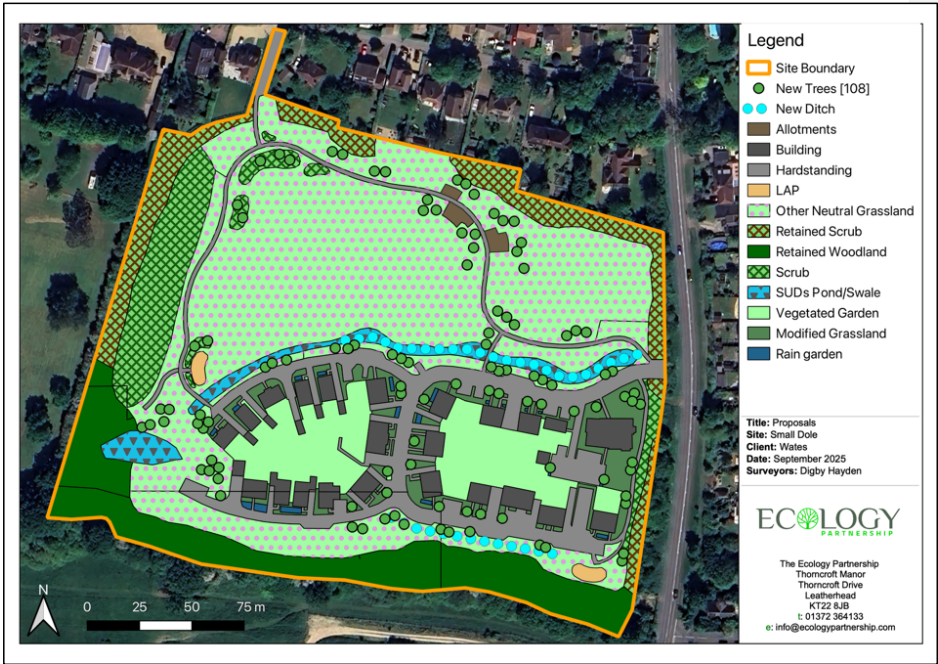 Legend
Site Boundary
New Trees [108]
New Ditch
Allotments
Building
Hardstanding
LAP
Other Neutral Grassland
Retained Scrub
Retained Woodland
Scrub
SUDs Pond/Swale
Vegetated Garden
Modified Grassland
Rain garden
Title: Proposals
Site: Small Dole
Client: Wates
Date: September 2025
Surveyors: Digby Hayden
ECOLOGY
PARTNERSHIP
The Ecology Partnership
Thorncroft Manor
Thorncroft Drive
Leatherhead
KT22 8JB
t: 01372 364133
e: info@ecologypartnership.com
N
0 25 50 75 m